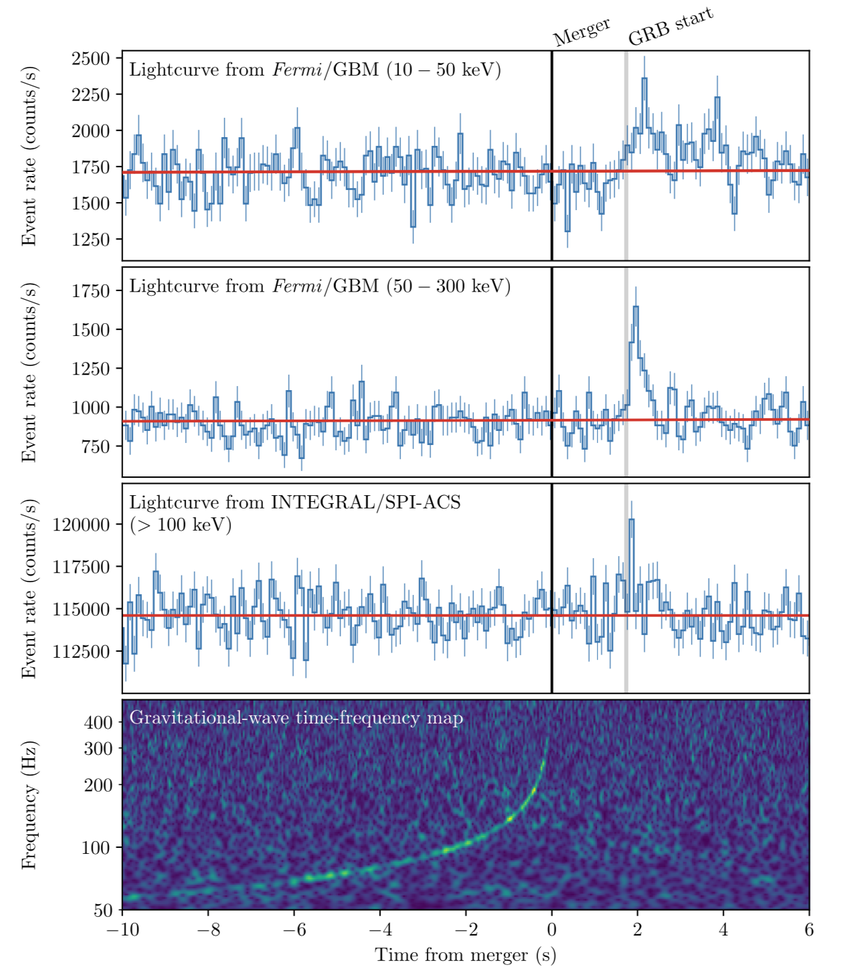 Merger
GRB start
Lightcurve from Fermi/GBM (10 − 50 keV)
Event rate (counts/s)
2500
2250
2000
1750
1500
1250
Lightcurve from Fermi/GBM (50 − 300 keV)
Event rate (counts/s)
1750
1500
1250
1000
750
Lightcurve from INTEGRAL/SPI-ACS
(> 100 keV)
Event rate (counts/s)
120000
117500
115000
112500
Gravitational-wave time-frequency map
Frequency (Hz)
400
300
200
100
50
−10 −8 −6 −4 −2 0 2 4 6
Time from merger (s)